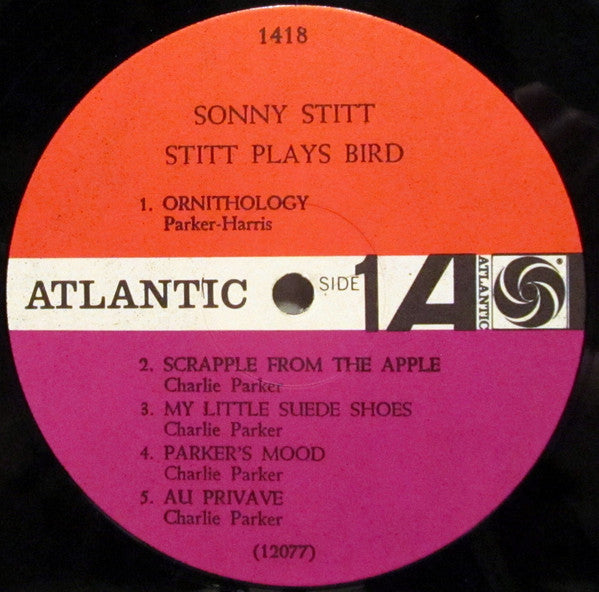 1418
SONNY STITT
STITT PLAYS BIRD
1. ORNITHOLOGY
Parker-Harris
ATLANTIC SIDE 1 A ATLANTIC
2. SCRAPPLE FROM THE APPLE
Charlie Parker
3. MY LITTLE SUEDE SHOES
Charlie Parker
4. PARKER'S MOOD
Charlie Parker
5. AU PRIVAVE
Charlie Parker
(12077)